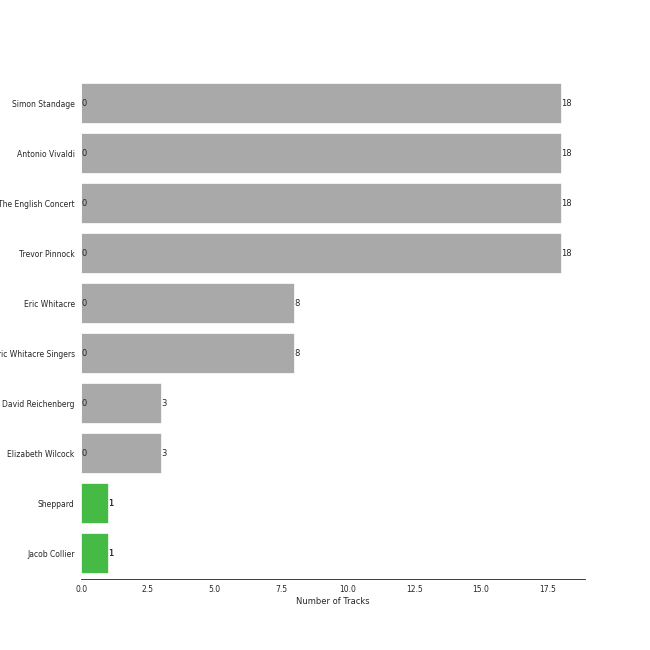 Simon Standage 0 18
Antonio Vivaldi 0 18
The English Concert 0 18
Trevor Pinnock 0 18
Eric Whitacre 0 8
ric Whitacre Singers 0 8
David Reichenberg 0 3
Elizabeth Wilcock 0 3
Sheppard 1
Jacob Collier 1
0.0 2.5 5.0 7.5 10.0 12.5 15.0 17.5
Number of Tracks